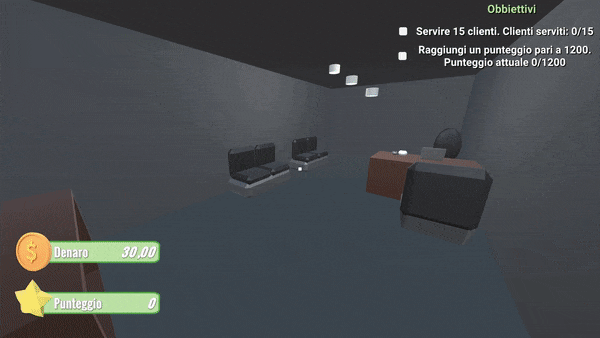 Obbiettivi
Servire 15 clienti. Clienti serviti: 0/15
Raggiungi un punteggio pari a 1200.
Punteggio attuale 0/1200
Denaro 30,00
Punteggio 0